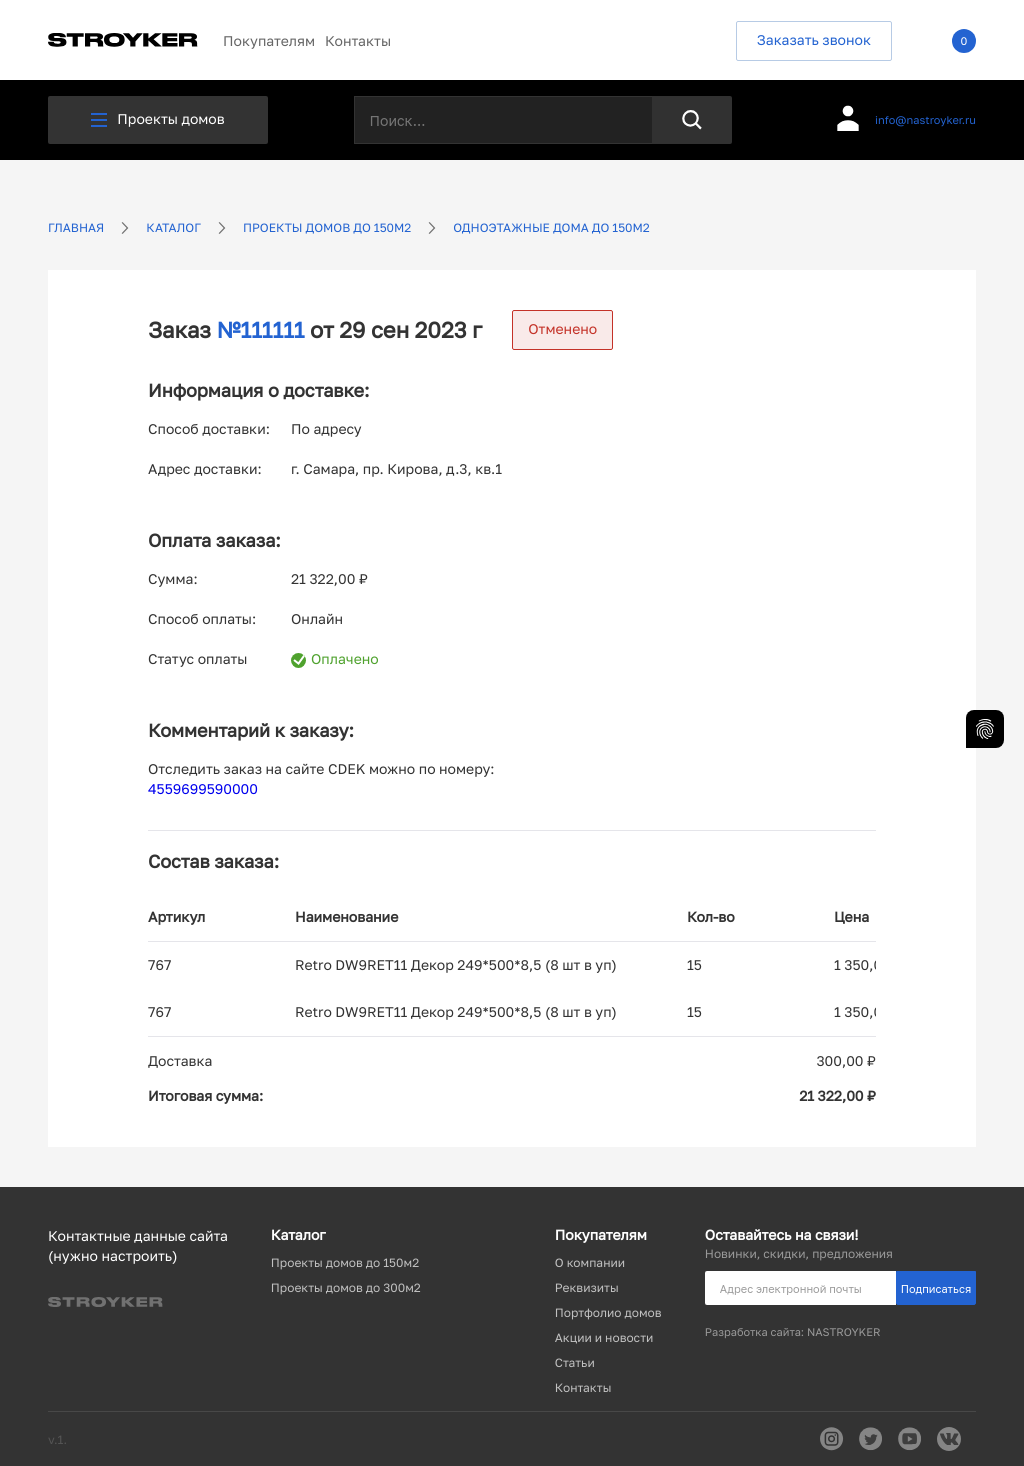 STROYKER Покупателям Контакты Заказать звонок 0
Проекты домов Поиск... info@nastroyker.ru
ГЛАВНАЯ КАТАЛОГ ПРОЕКТЫ ДОМОВ ДО 150М2 ОДНОЭТАЖНЫЕ ДОМА ДО 150М2
Заказ №111111 от 29 сен 2023 г Отменено
Информация о доставке:
Способ доставки: По адресу
Адрес доставки: г. Самара, пр. Кирова, д.3, кв.1
Оплата заказа:
Сумма: 21 322,00 ₽
Способ оплаты: Онлайн
Статус оплаты Оплачено
Комментарий к заказу:
Отследить заказ на сайте CDEK можно по номеру:
4559699590000
Состав заказа:
Артикул Наименование Кол-во Цена
767 Retro DW9RET11 Декор 249*500*8,5 (8 шт в уп) 15 1 350,0
767 Retro DW9RET11 Декор 249*500*8,5 (8 шт в уп) 15 1 350,0
Доставка 300,00 ₽
Итоговая сумма: 21 322,00 ₽
Контактные данные сайта
(нужно настроить)
STROYKER
Каталог
Проекты домов до 150м2
Проекты домов до 300м2
Покупателям
О компании
Реквизиты
Портфолио домов
Акции и новости
Статьи
Контакты
Оставайтесь на связи!
Новинки, скидки, предложения
Адрес электронной почты Подписаться
Разработка сайта: NASTROYKER
v.1.